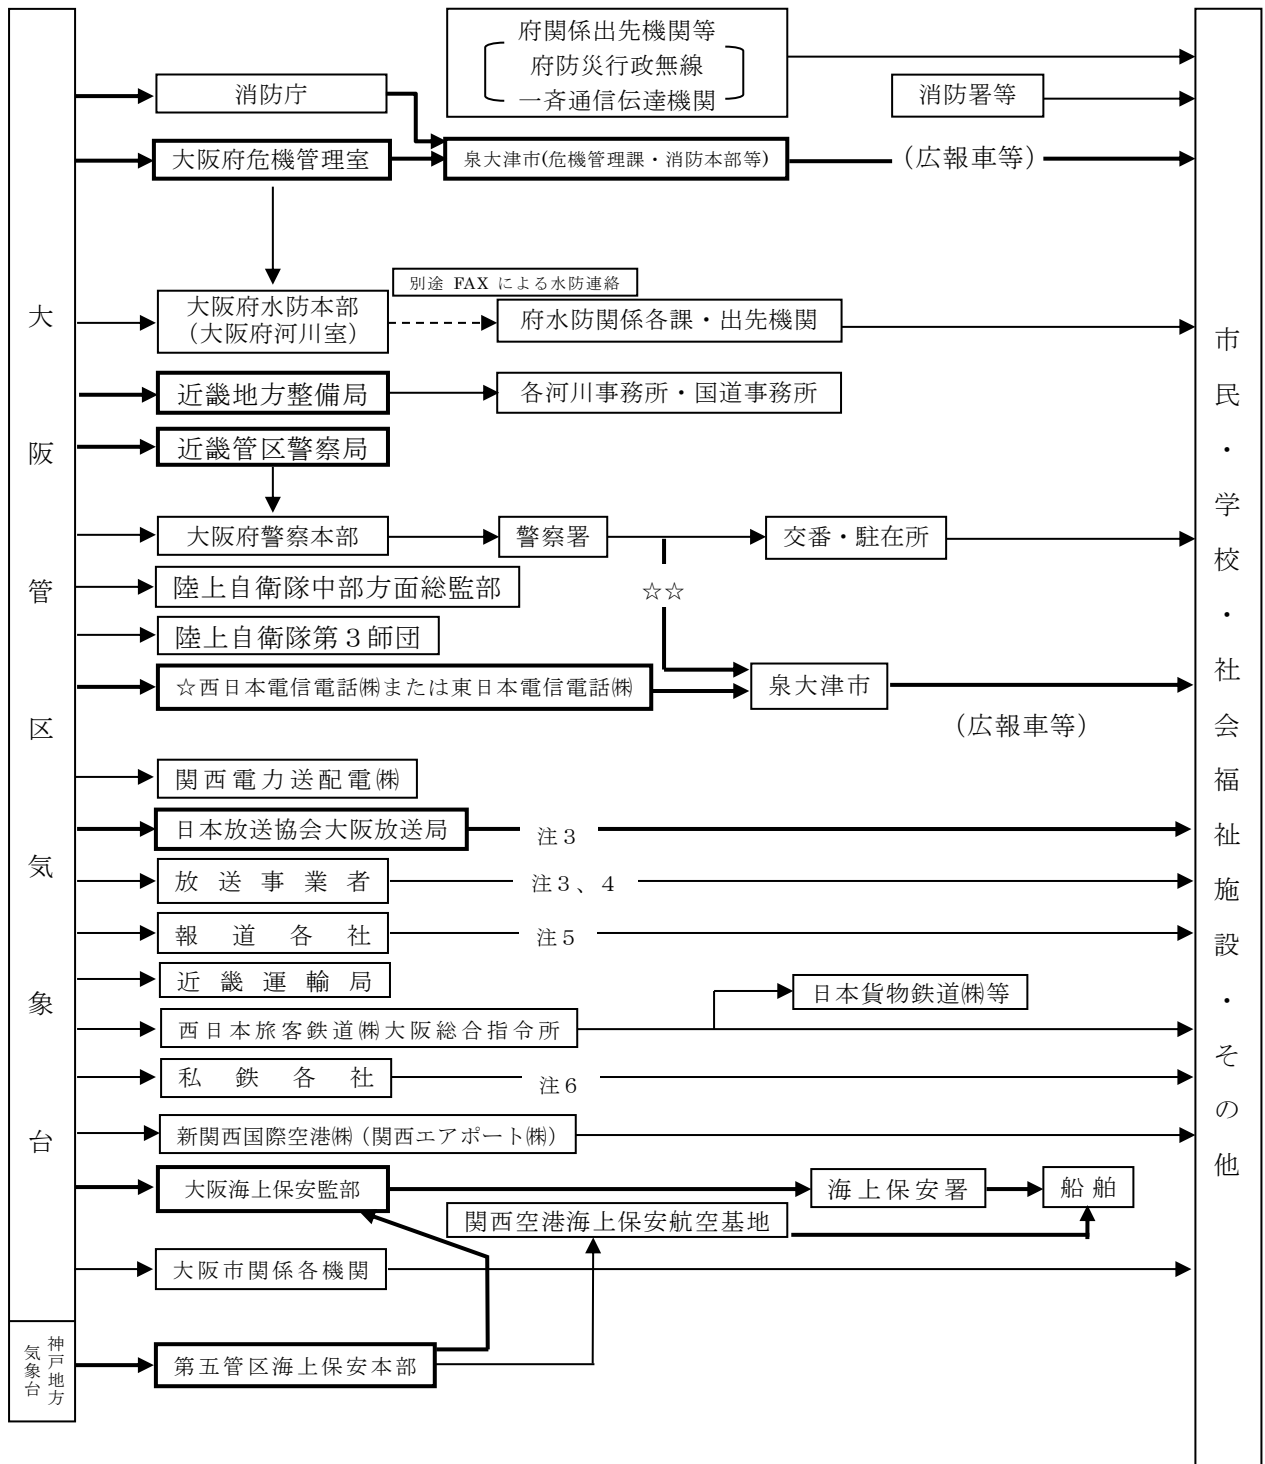 府関係出先機関等
府防災行政無線
一斉通信伝達機関
消防庁
消防署等
大阪府危機管理室
泉大津市(危機管理課・消防本部等)
（広報車等）
別途 FAX による水防連絡
大阪府水防本部
（大阪府河川室）
府水防関係各課・出先機関
近畿地方整備局
各河川事務所・国道事務所
近畿管区警察局
大阪府警察本部
警察署
交番・駐在所
陸上自衛隊中部方面総監部
☆☆
陸上自衛隊第３師団
☆西日本電信電話㈱または東日本電信電話㈱
泉大津市
（広報車等）
関西電力送配電㈱
日本放送協会大阪放送局
注３
放送事業者
注３、４
報道各社
注５
近畿運輸局
日本貨物鉄道㈱等
西日本旅客鉄道㈱大阪総合指令所
私鉄各社
注６
新関西国際空港㈱（関西エアポート㈱）
大阪海上保安監部
海上保安署
船舶
関西空港海上保安航空基地
大阪市関係各機関
第五管区海上保安本部
大阪管区気象台
神戸地方
気象台
市民・学校・社会福祉施設・その他